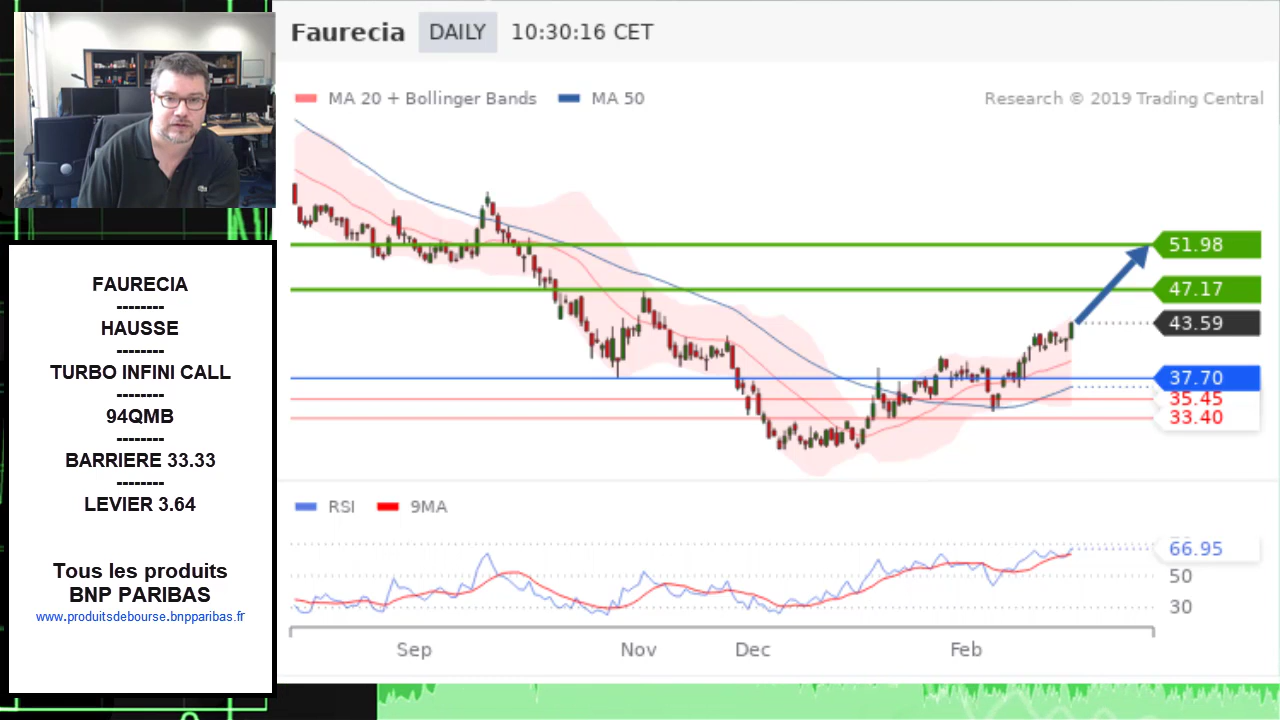 Faurecia DAILY 10:30:16 CET
MA 20 + Bollinger Bands MA 50 Research © 2019 Trading Central
51.98
47.17
43.59
37.70
35.45
33.40
RSI 9MA
66.95
50
30
Sep Nov Dec Feb
FAURECIA
--------
HAUSSE
--------
TURBO INFINI CALL
--------
94QMB
--------
BARRIERE 33.33
--------
LEVIER 3.64
Tous les produits
BNP PARIBAS
www.produitsdebourse.bnpparibas.fr